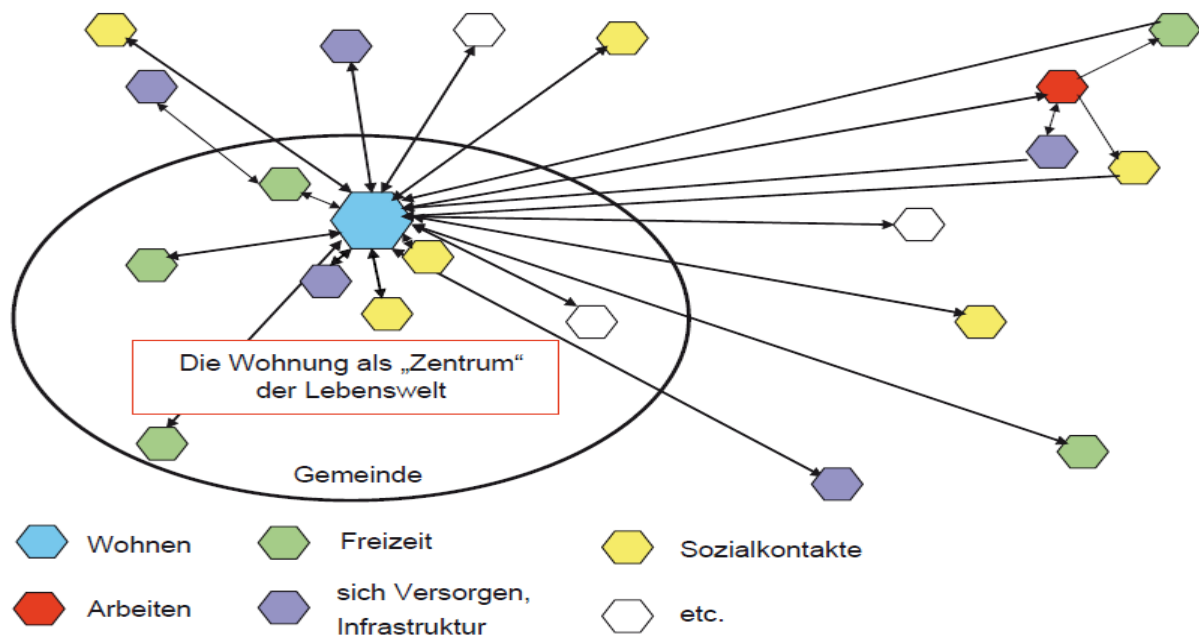 Die Wohnung als „Zentrum“
der Lebenswelt
Gemeinde
Wohnen
Freizeit
Sozialkontakte
Arbeiten
sich Versorgen,
Infrastruktur
etc.